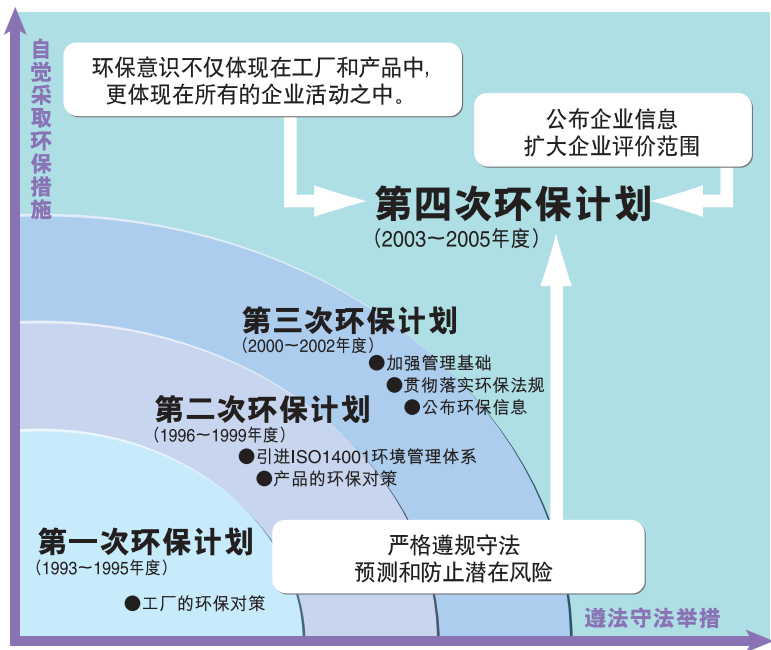 自觉采取环保措施
环保意识不仅体现在工厂和产品中,
更体现在所有的企业活动之中。
公布企业信息
扩大企业评价范围
第四次环保计划
(2003～2005年度)
第三次环保计划
(2000～2002年度)
●加强管理基础
●贯彻落实环保法规
●公布环保信息
第二次环保计划
(1996～1999年度)
●引进ISO14001环境管理体系
●产品的环保对策
第一次环保计划
(1993～1995年度)
●工厂的环保对策
严格遵规守法
预测和防止潜在风险
遵法守法举措